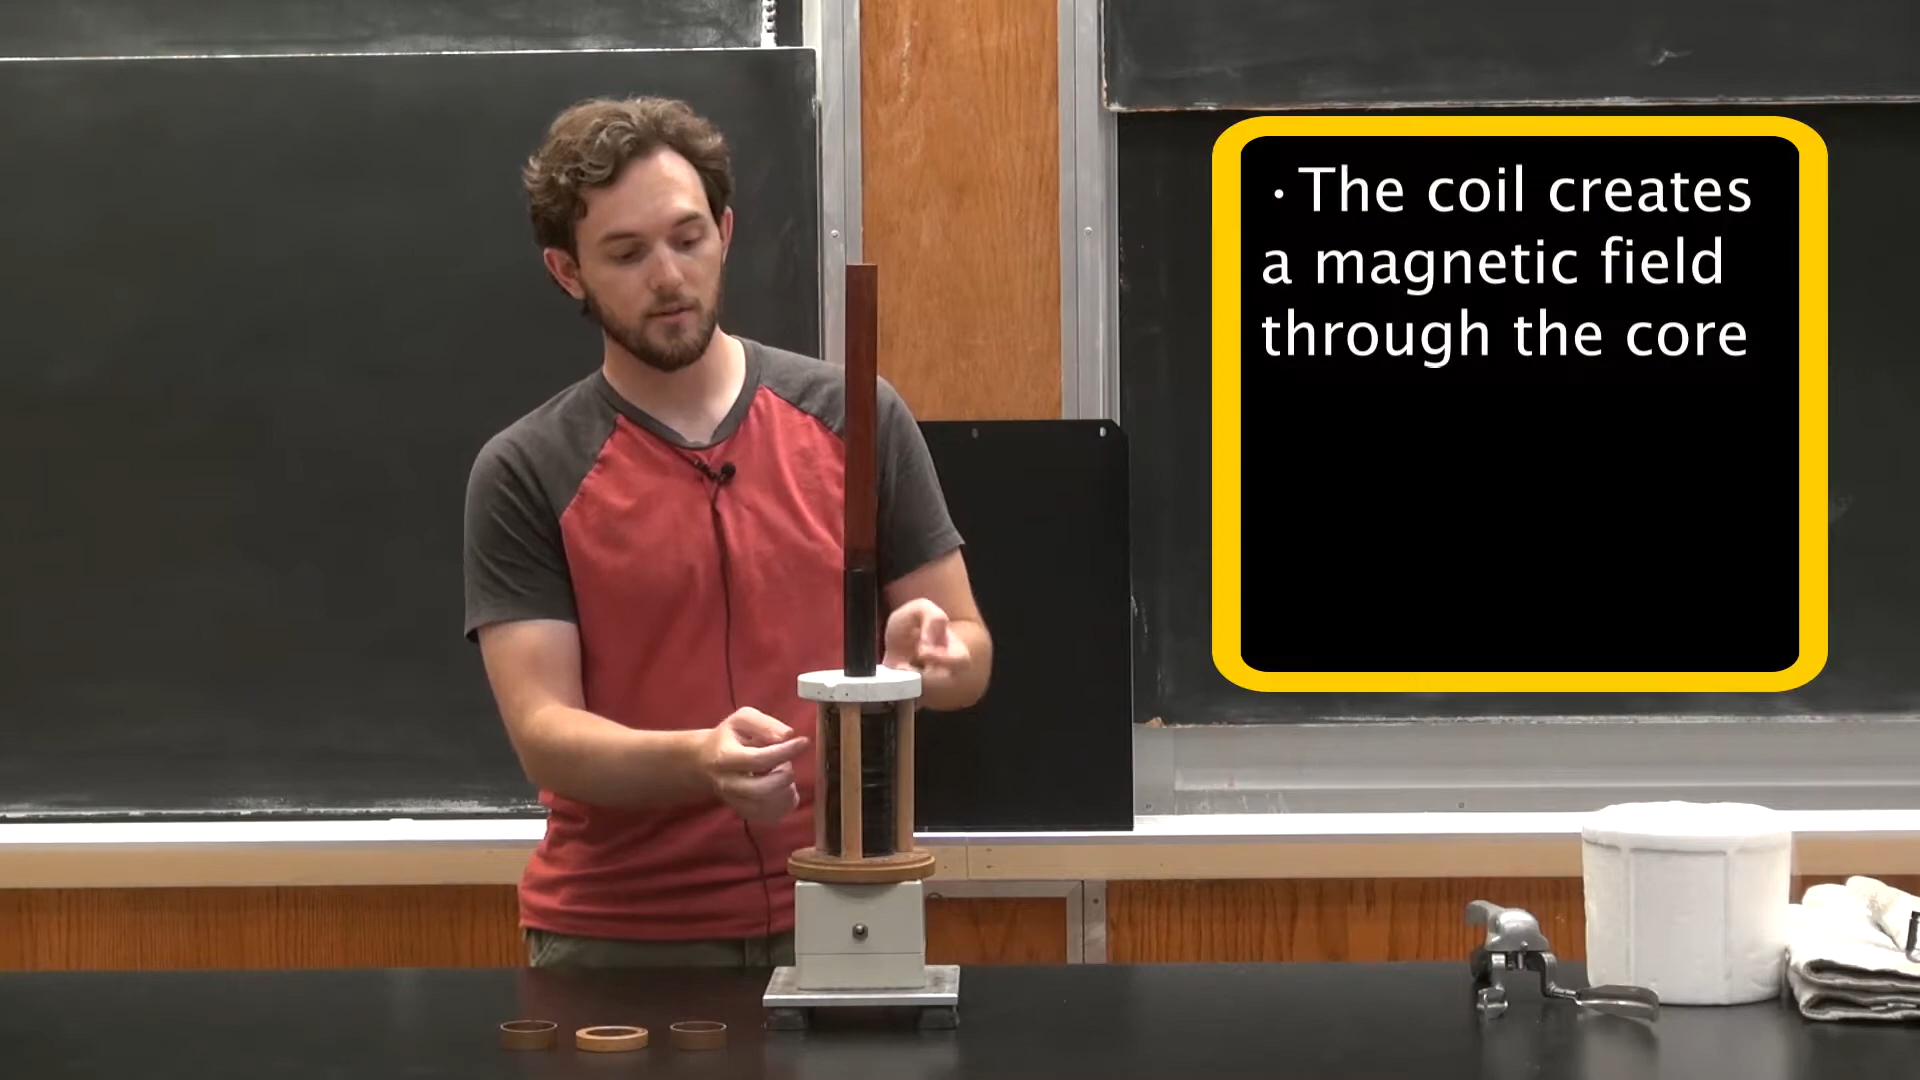 · The coil creates
a magnetic field
through the core